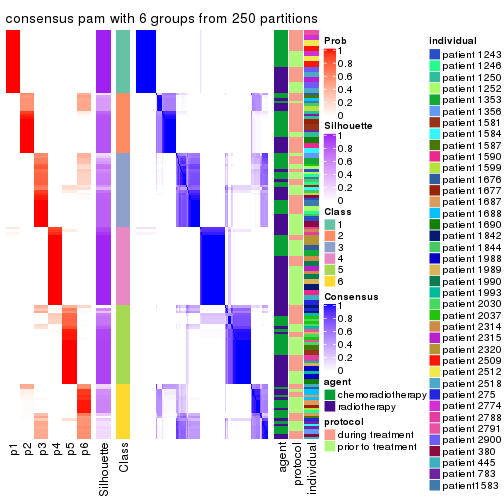 consensus pam with 6 groups from 250 partitions
Prob
1
0.8
0.6
0.4
0.2
0
Silhouette
1
0.8
0.6
0.4
0.2
0
Class
1
2
3
4
5
6
Consensus
1
0.8
0.6
0.4
0.2
0
agent
chemoradiotherapy
radiotherapy
protocol
during treatment
prior to treatment
individual
patient 1243
patient 1246
patient 1250
patient 1252
patient 1353
patient 1356
patient 1581
patient 1584
patient 1587
patient 1590
patient 1599
patient 1676
patient 1677
patient 1687
patient 1688
patient 1690
patient 1842
patient 1844
patient 1988
patient 1989
patient 1990
patient 1993
patient 2030
patient 2037
patient 2314
patient 2315
patient 2320
patient 2509
patient 2512
patient 2518
patient 275
patient 2774
patient 2788
patient 2791
patient 2900
patient 380
patient 445
patient 783
patient1583
p1
p2
p3
p4
p5
p6
Silhouette
Class
agent
protocol
individual